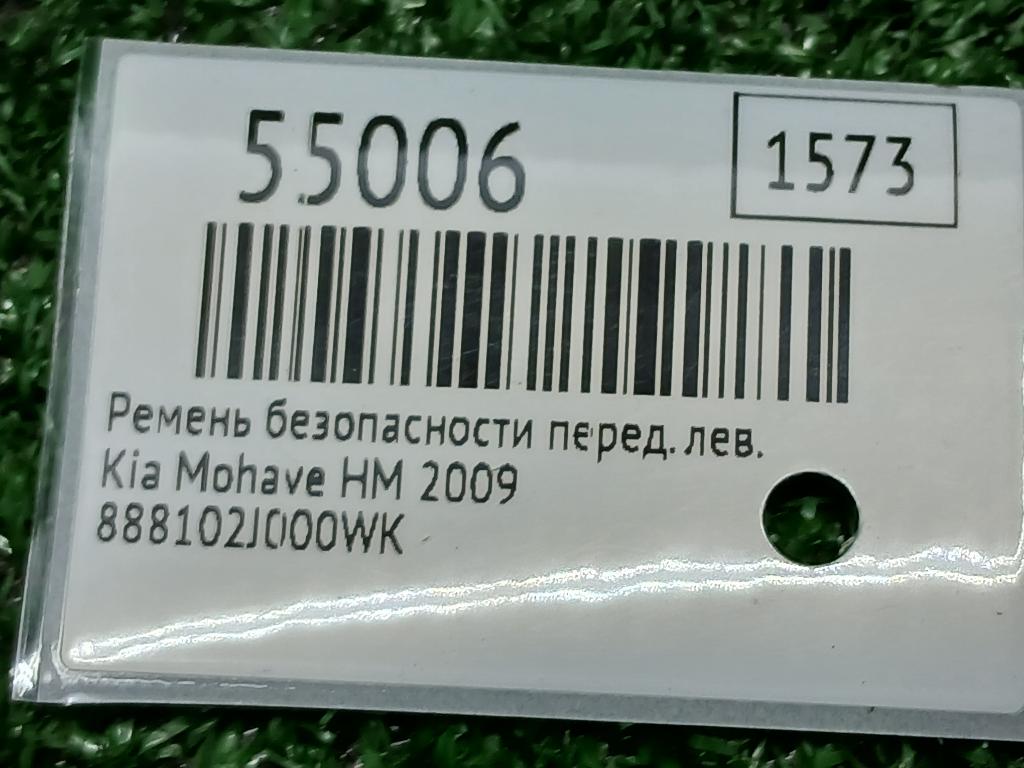 55006
1573
Ремень безопасности перед. лев.
Kia Mohave HM 2009
888102J000WK